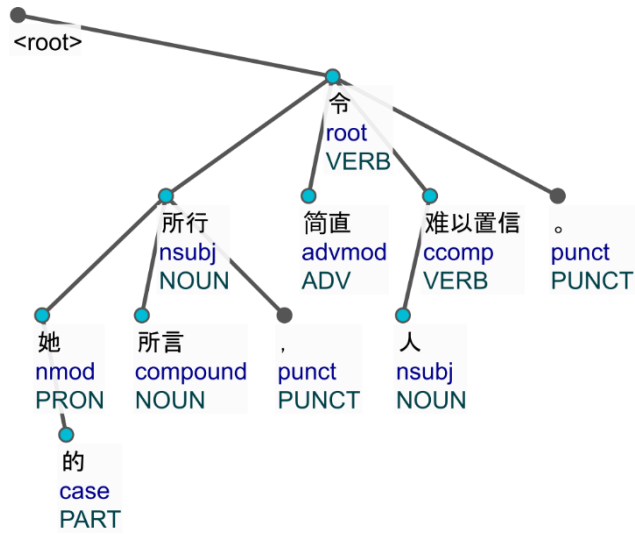 <root>
令
root
VERB
所行
nsubj
NOUN
简直
advmod
ADV
难以置信
ccomp
VERB
。
punct
PUNCT
她
nmod
PRON
所言
compound
NOUN
，
punct
PUNCT
人
nsubj
NOUN
的
case
PART